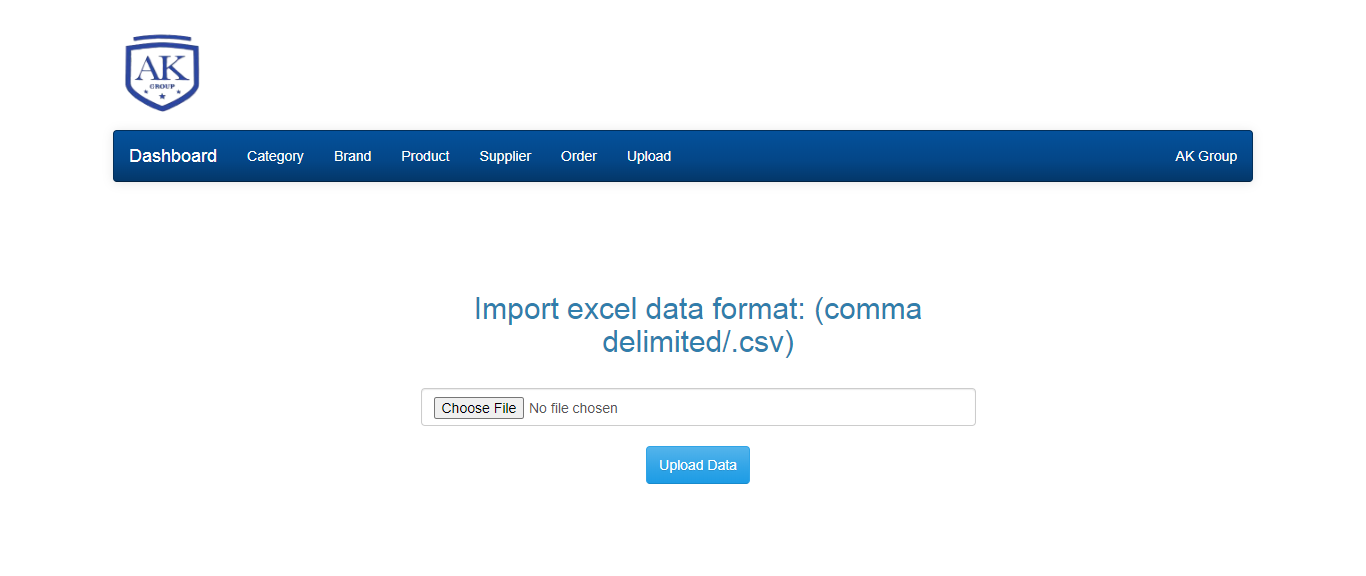 AK
GROUP
Dashboard Category Brand Product Supplier Order Upload AK Group
Import excel data format: (comma
delimited/.csv)
Choose File No file chosen
Upload Data